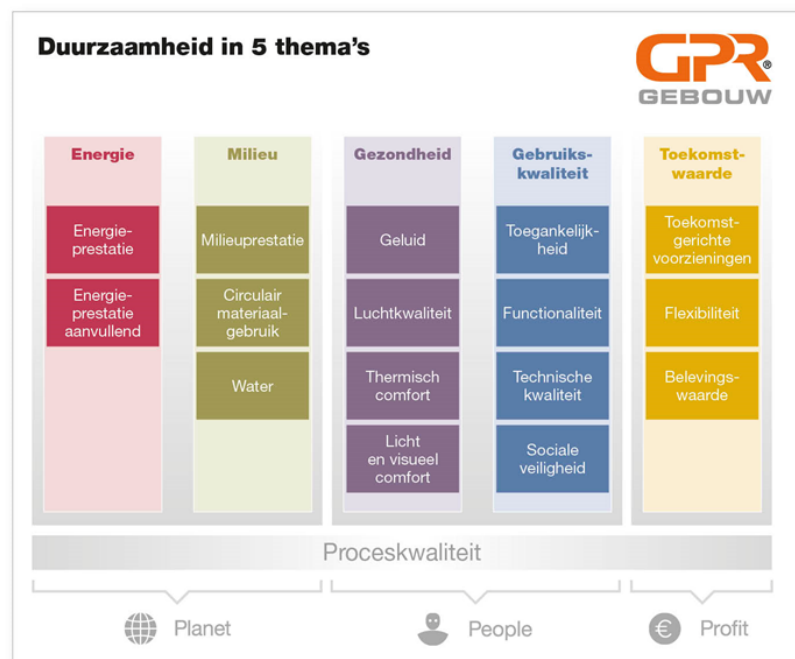 Duurzaamheid in 5 thema's
GPR®
GEBOUW
Energie
Energie-
prestatie
Energie-
prestatie
aanvullend
Milieu
Milieuprestatie
Circulair
materiaal-
gebruik
Water
Gezondheid
Geluid
Luchtkwaliteit
Thermisch
comfort
Licht
en visueel
comfort
Gebruiks-
kwaliteit
Toegankelijk-
heid
Functionaliteit
Technische
kwaliteit
Sociale
veiligheid
Toekomst-
waarde
Toekomst-
gerichte
voorzieningen
Flexibiliteit
Belevings-
waarde
Proceskwaliteit
Planet
People
€ Profit